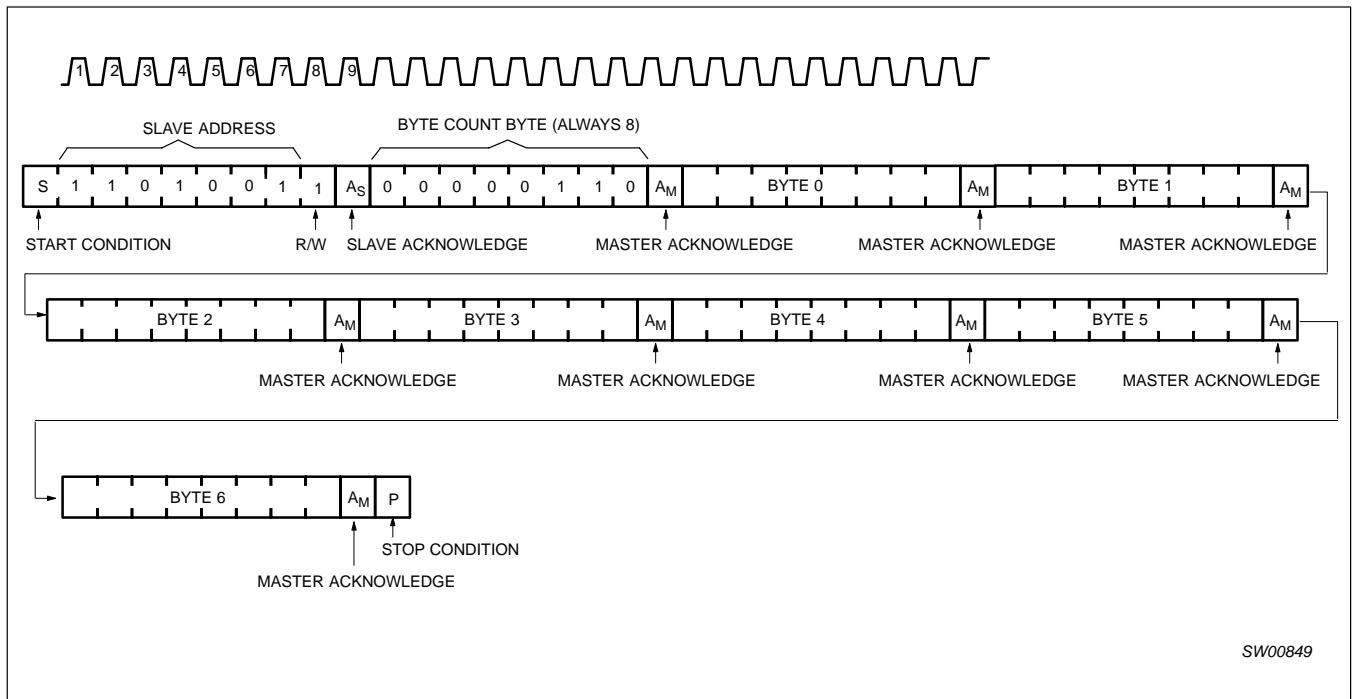 1 2 3 4 5 6 7 8 9
SLAVE ADDRESS BYTE COUNT BYTE (ALWAYS 8)
S 1 1 0 1 0 0 1 1 AS 0 0 0 0 0 1 1 0 AM BYTE 0 AM BYTE 1 AM
START CONDITION R/W SLAVE ACKNOWLEDGE MASTER ACKNOWLEDGE MASTER ACKNOWLEDGE MASTER ACKNOWLEDGE
BYTE 2 AM BYTE 3 AM BYTE 4 AM BYTE 5 AM
MASTER ACKNOWLEDGE MASTER ACKNOWLEDGE MASTER ACKNOWLEDGE MASTER ACKNOWLEDGE
BYTE 6 AM P
STOP CONDITION
MASTER ACKNOWLEDGE
SW00849